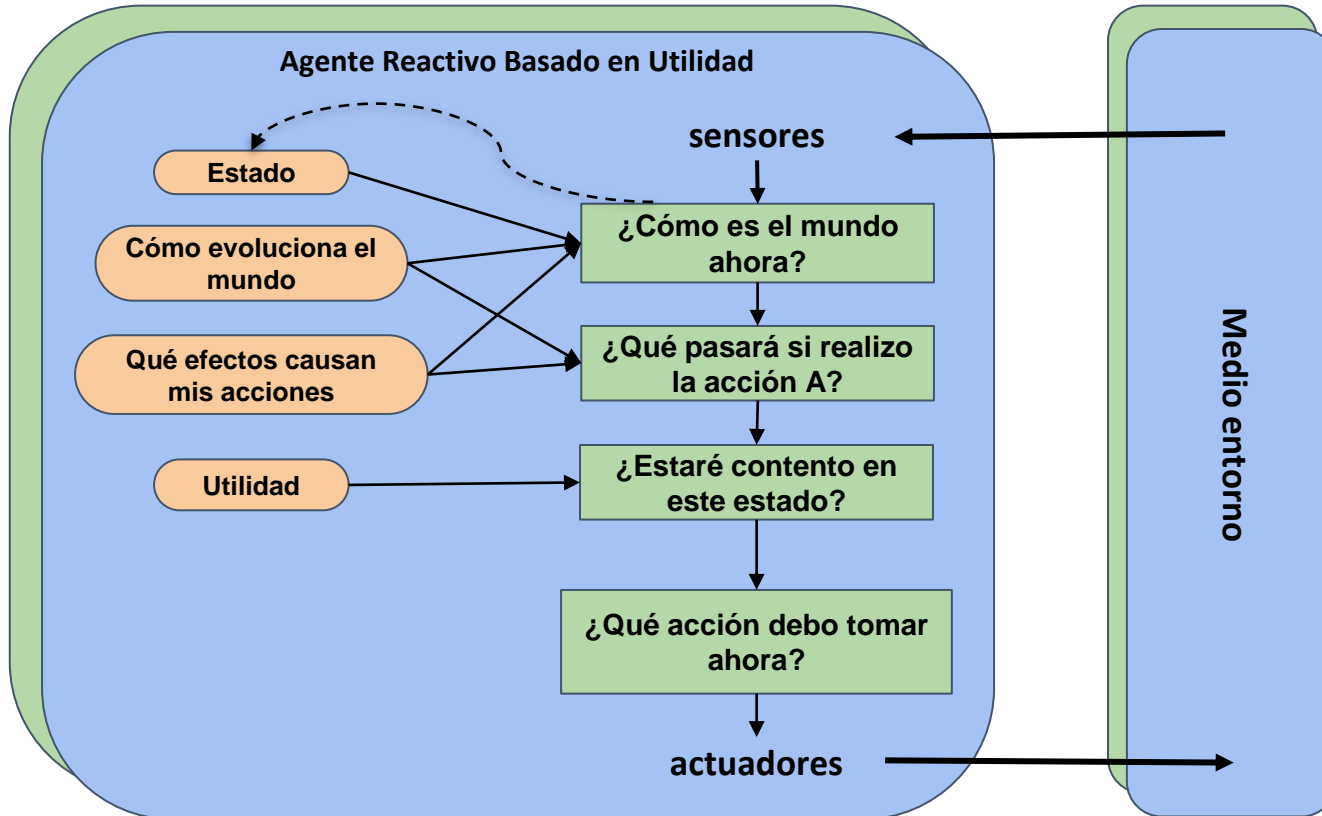 Agente Reactivo Basado en Utilidad
sensores
Estado
¿Cómo es el mundo
ahora?
Cómo evoluciona el
mundo
¿Qué pasará si realizo
la acción A?
Qué efectos causan
mis acciones
¿Estaré contento en
este estado?
Utilidad
¿Qué acción debo tomar
ahora?
actuadores
Medio entorno